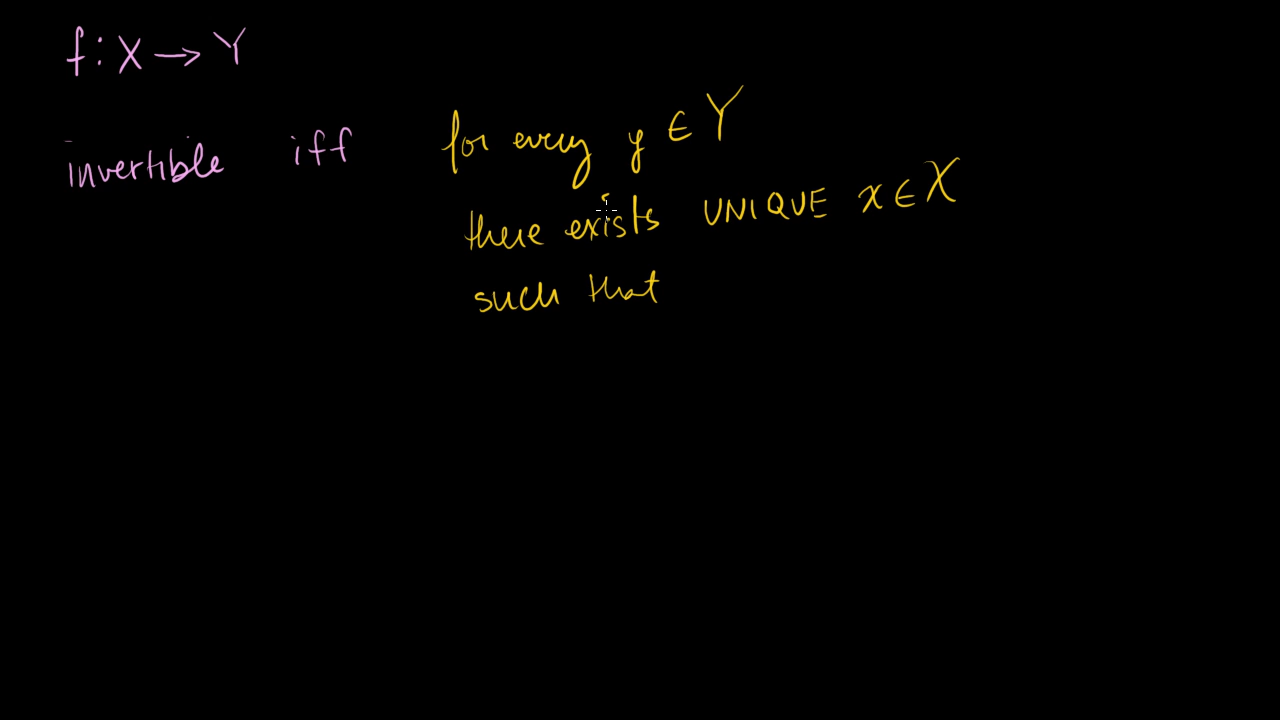 f: X → Y
invertible iff for every y ∈ Y
there exists UNIQUE x ∈ X
such that